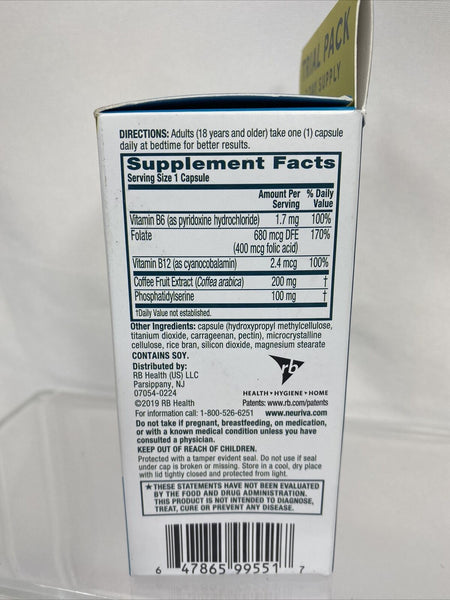 TRIAL PACK
SUPPLY
DIRECTIONS: Adults (18 years and older) take one (1) capsule
daily at bedtime for better results.
Supplement Facts
Serving Size 1 Capsule
Amount Per Serving % Daily Value
Vitamin B6 (as pyridoxine hydrochloride) 1.7 mg 100%
Folate 680 mcg DFE 170%
(400 mcg folic acid)
Vitamin B12 (as cyanocobalamin) 2.4 mcg 100%
Coffee Fruit Extract (Coffea arabica) 200 mg †
Phosphatidylserine 100 mg †
†Daily Value not established.
Other Ingredients: capsule (hydroxypropyl methylcellulose,
titanium dioxide, carrageenan, pectin), microcrystalline
cellulose, rice bran, silicon dioxide, magnesium stearate
CONTAINS SOY.
Distributed by:
RB Health (US) LLC
Parsippany, NJ
07054-0224
©2019 RB Health
rb
HEALTH • HYGIENE • HOME
Patents: www.rb.com/patents
For information call: 1-800-526-6251 www.neuriva.com
Do not take if pregnant, breastfeeding, on medication,
or with a known medical condition unless you have
consulted a physician.
KEEP OUT OF REACH OF CHILDREN.
Protected with a tamper evident seal. Do not use if seal
under cap is broken or missing. Store in a cool, dry place
with lid tightly closed and protected from light.
★THESE STATEMENTS HAVE NOT BEEN EVALUATED
BY THE FOOD AND DRUG ADMINISTRATION.
THIS PRODUCT IS NOT INTENDED TO DIAGNOSE,
TREAT, CURE OR PREVENT ANY DISEASE.
6 47865 99551 7